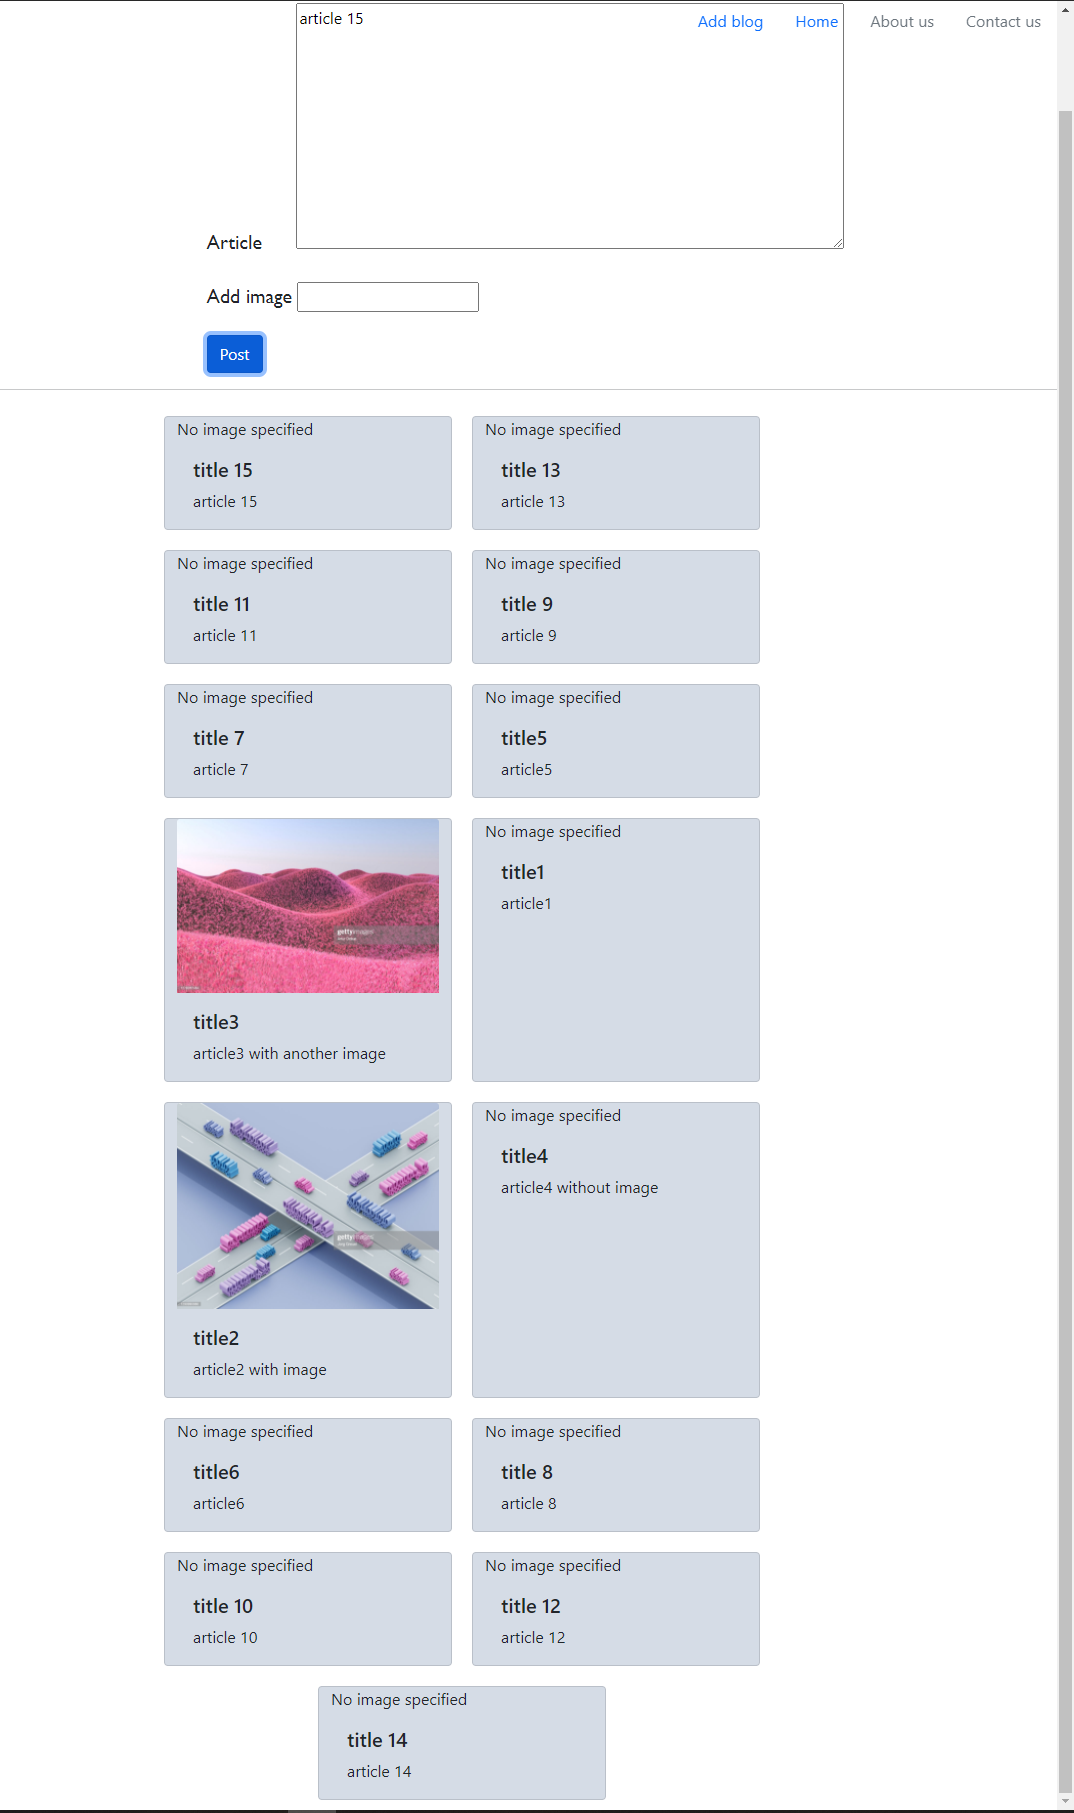 article 15
Add blog Home About us Contact us
Article
Add image
Post
No image specified
title 15
article 15
No image specified
title 13
article 13
No image specified
title 11
article 11
No image specified
title 9
article 9
No image specified
title 7
article 7
No image specified
title5
article5
gettyimages
title3
article3 with another image
No image specified
title1
article1
gettyimages
title2
article2 with image
No image specified
title4
article4 without image
No image specified
title6
article6
No image specified
title 8
article 8
No image specified
title 10
article 10
No image specified
title 12
article 12
No image specified
title 14
article 14